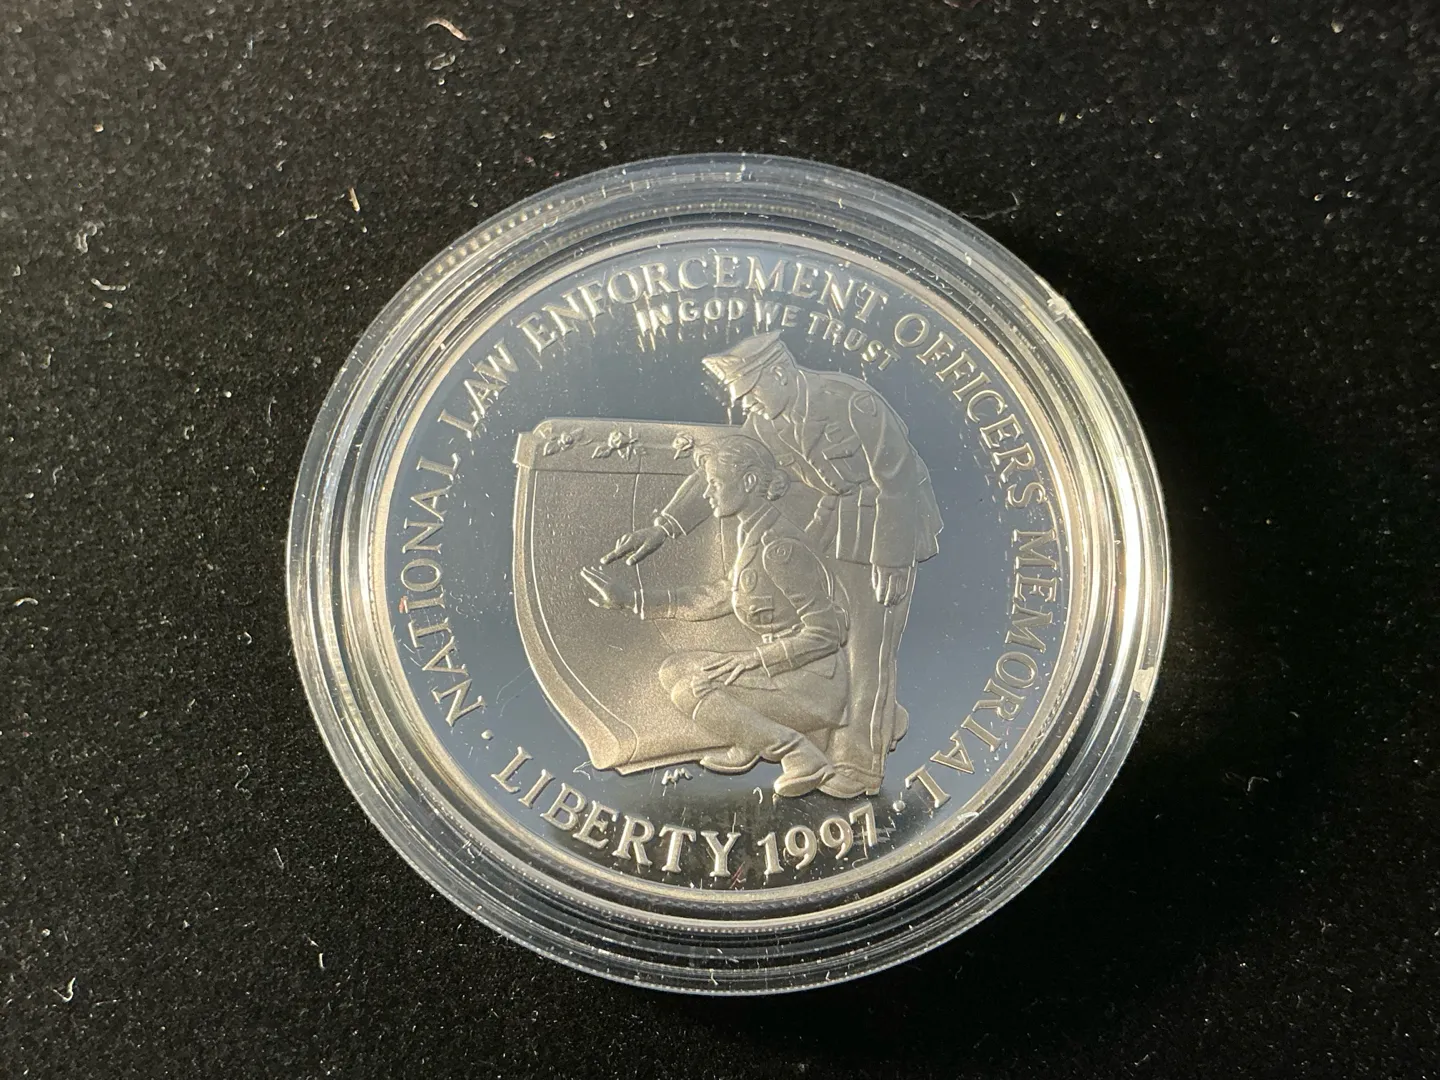 NATIONAL LAW ENFORCEMENT OFFICERS MEMORIAL
IN GOD WE TRUST
· LIBERTY 1997 ·